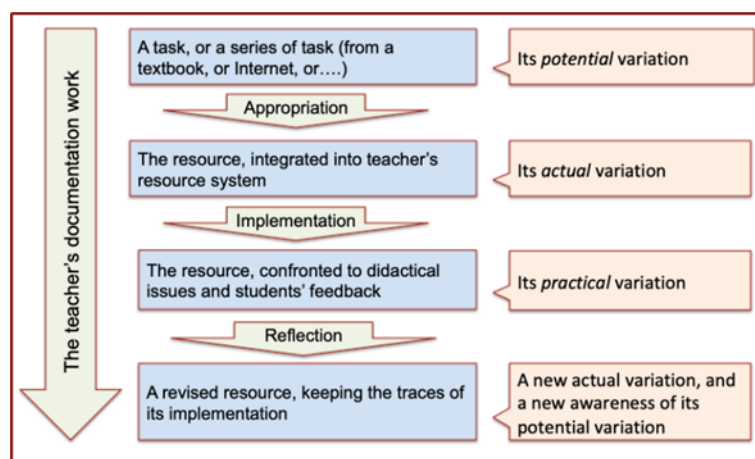 The teacher's documentation work
A task, or a series of task (from a
textbook, or Internet, or....)
Its potential variation
Appropriation
The resource, integrated into teacher's
resource system
Its actual variation
Implementation
The resource, confronted to didactical
issues and students' feedback
Its practical variation
Reflection
A revised resource, keeping the traces of
its implementation
A new actual variation, and
a new awareness of its
potential variation